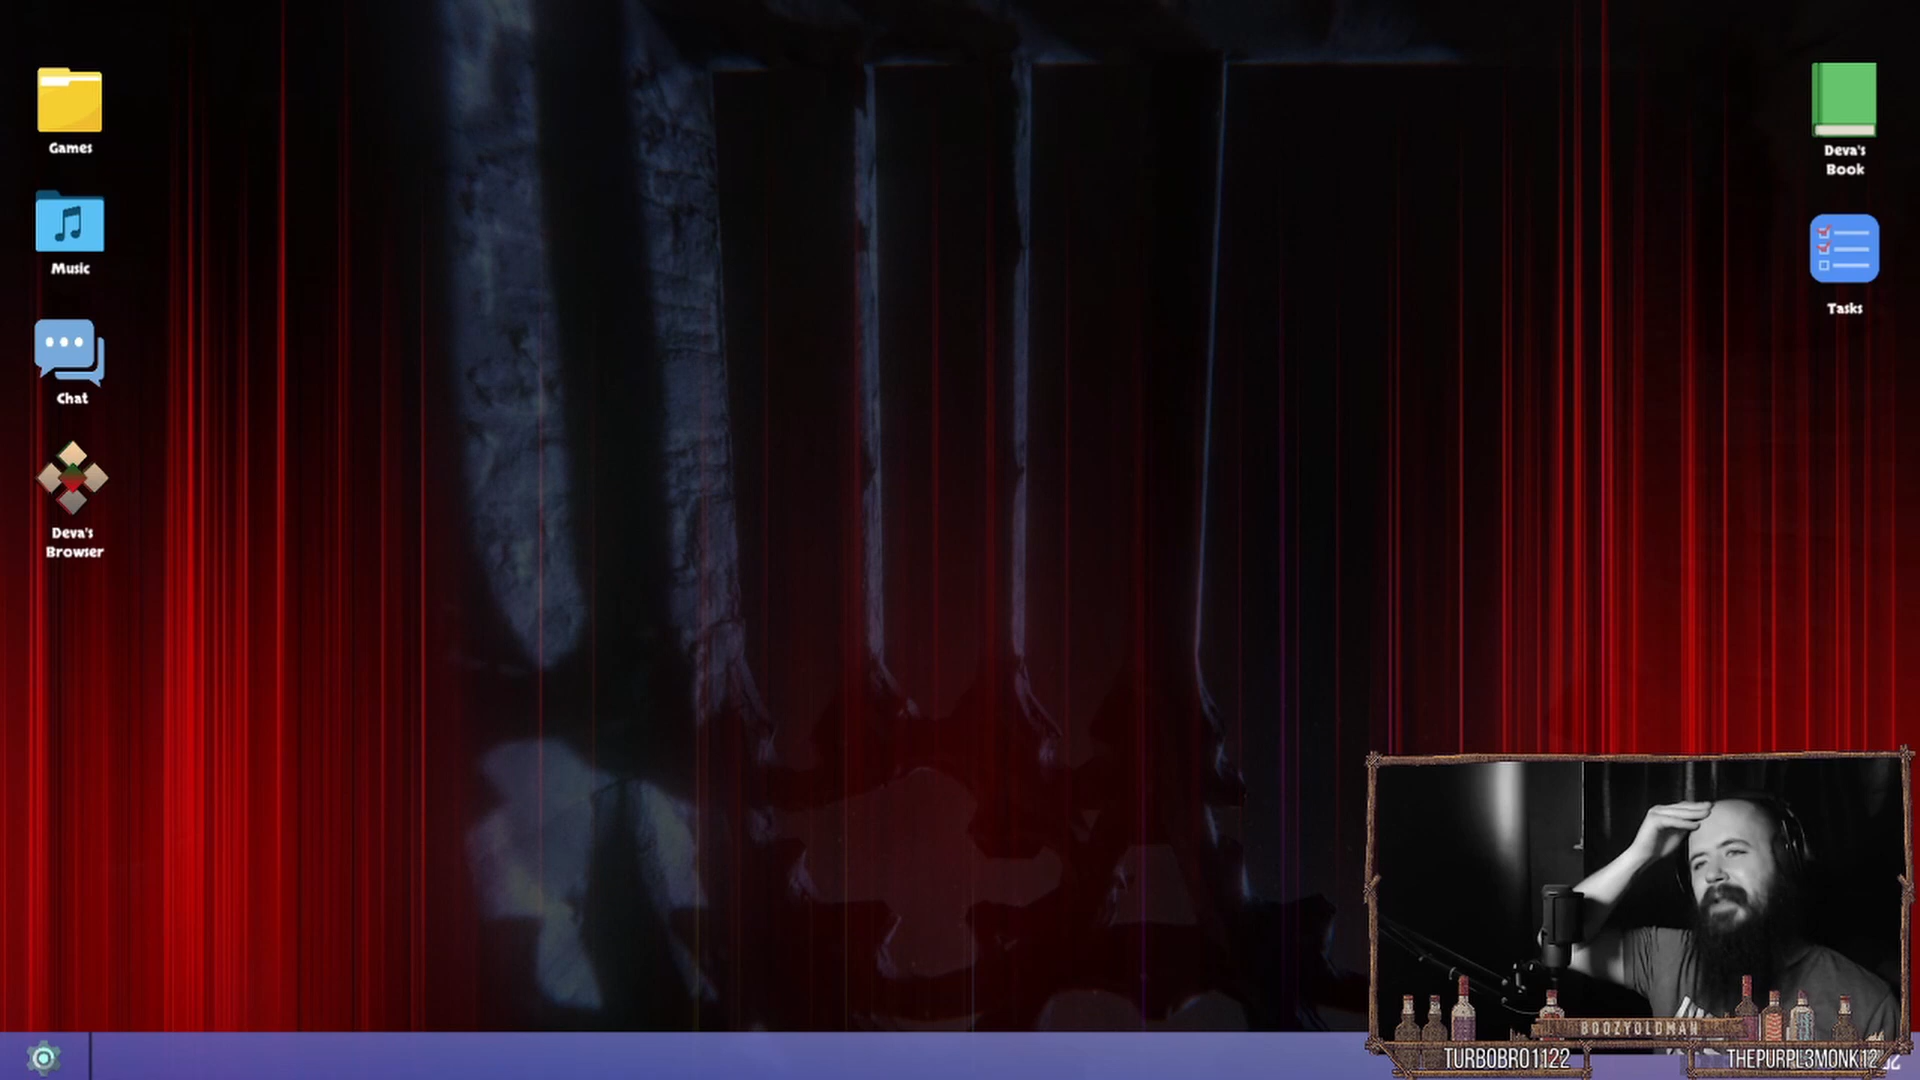 Games
Music
Chat
Deva's
Browser
Deva's
Book
Tasks
BOOZYOLDMAN
TURBOBRO1122
THEPURPL3MONK12